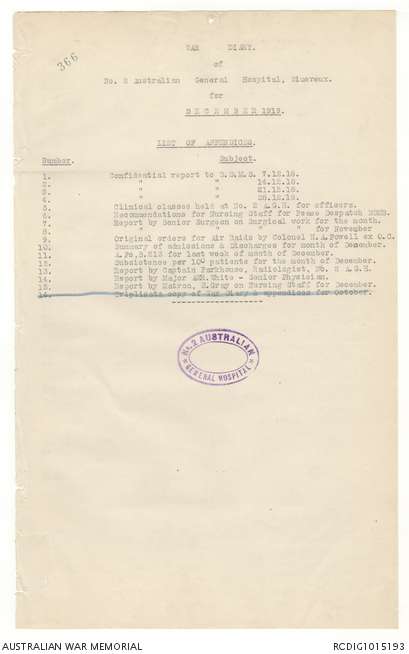 366
WAR DIARY.
of
No. 2 Australian General Hospital, Wimereux.
for
DECEMBER 1918.
LIST OF APPENDICES.
Number. Subject.
1. Confidential report to D.D.M.S. 7.12.18.
2. " " 14.12.18.
3. " " 21.12.18.
4. " " 28.12.18.
5. Clinical classes held at No. 2 A.G.H. for officers.
6. Recommendations for Nursing Staff for Peace Despatch
7. Report by Senior Surgeon on Surgical work for the month.
8. " " " " for November
9. Original orders for Air Raids by Colonel H.A.Powell ex O.C.
10. Summary of admissions & Discharges for month of December.
11. A.Fo.B.213 for last week of month of December.
12. Subsistence per 100 patients for the month of December.
13. Report by Captain Parkhouse, Radiologist, No. 2 A G.H.
14. Report by Major White - Senior Physician.
15. Report by Matron, E.Gray on Nursing Staff for December.
16. Triplicate copy of War Diary & appendices for October.
No. 2 AUSTRALIAN
GENERAL HOSPITAL
AUSTRALIAN WAR MEMORIAL
RCDIG1015193